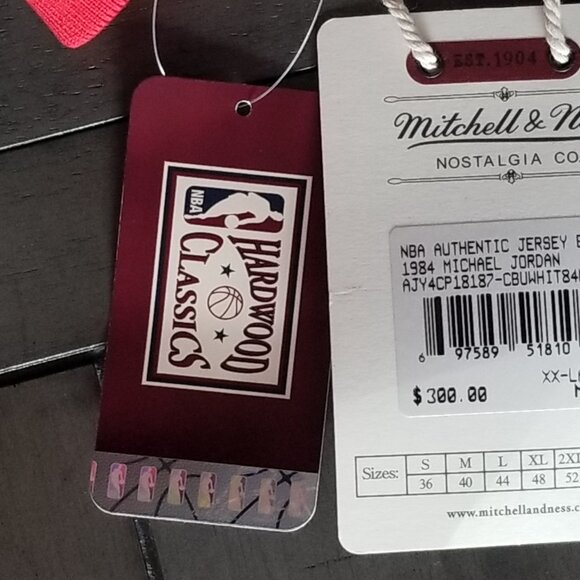 NBA
HARDWOOD
CLASSICS
EST.1904
Mitchell & N
NOSTALGIA CO
NBA AUTHENTIC JERSEY
1984 MICHAEL JORDAN
AJY4CP18187-CBUWHIT84
6 97589 51810
XX-L
$300.00
Sizes: S M L XL 2XL
36 40 44 48 52
www.mitchellandness.c